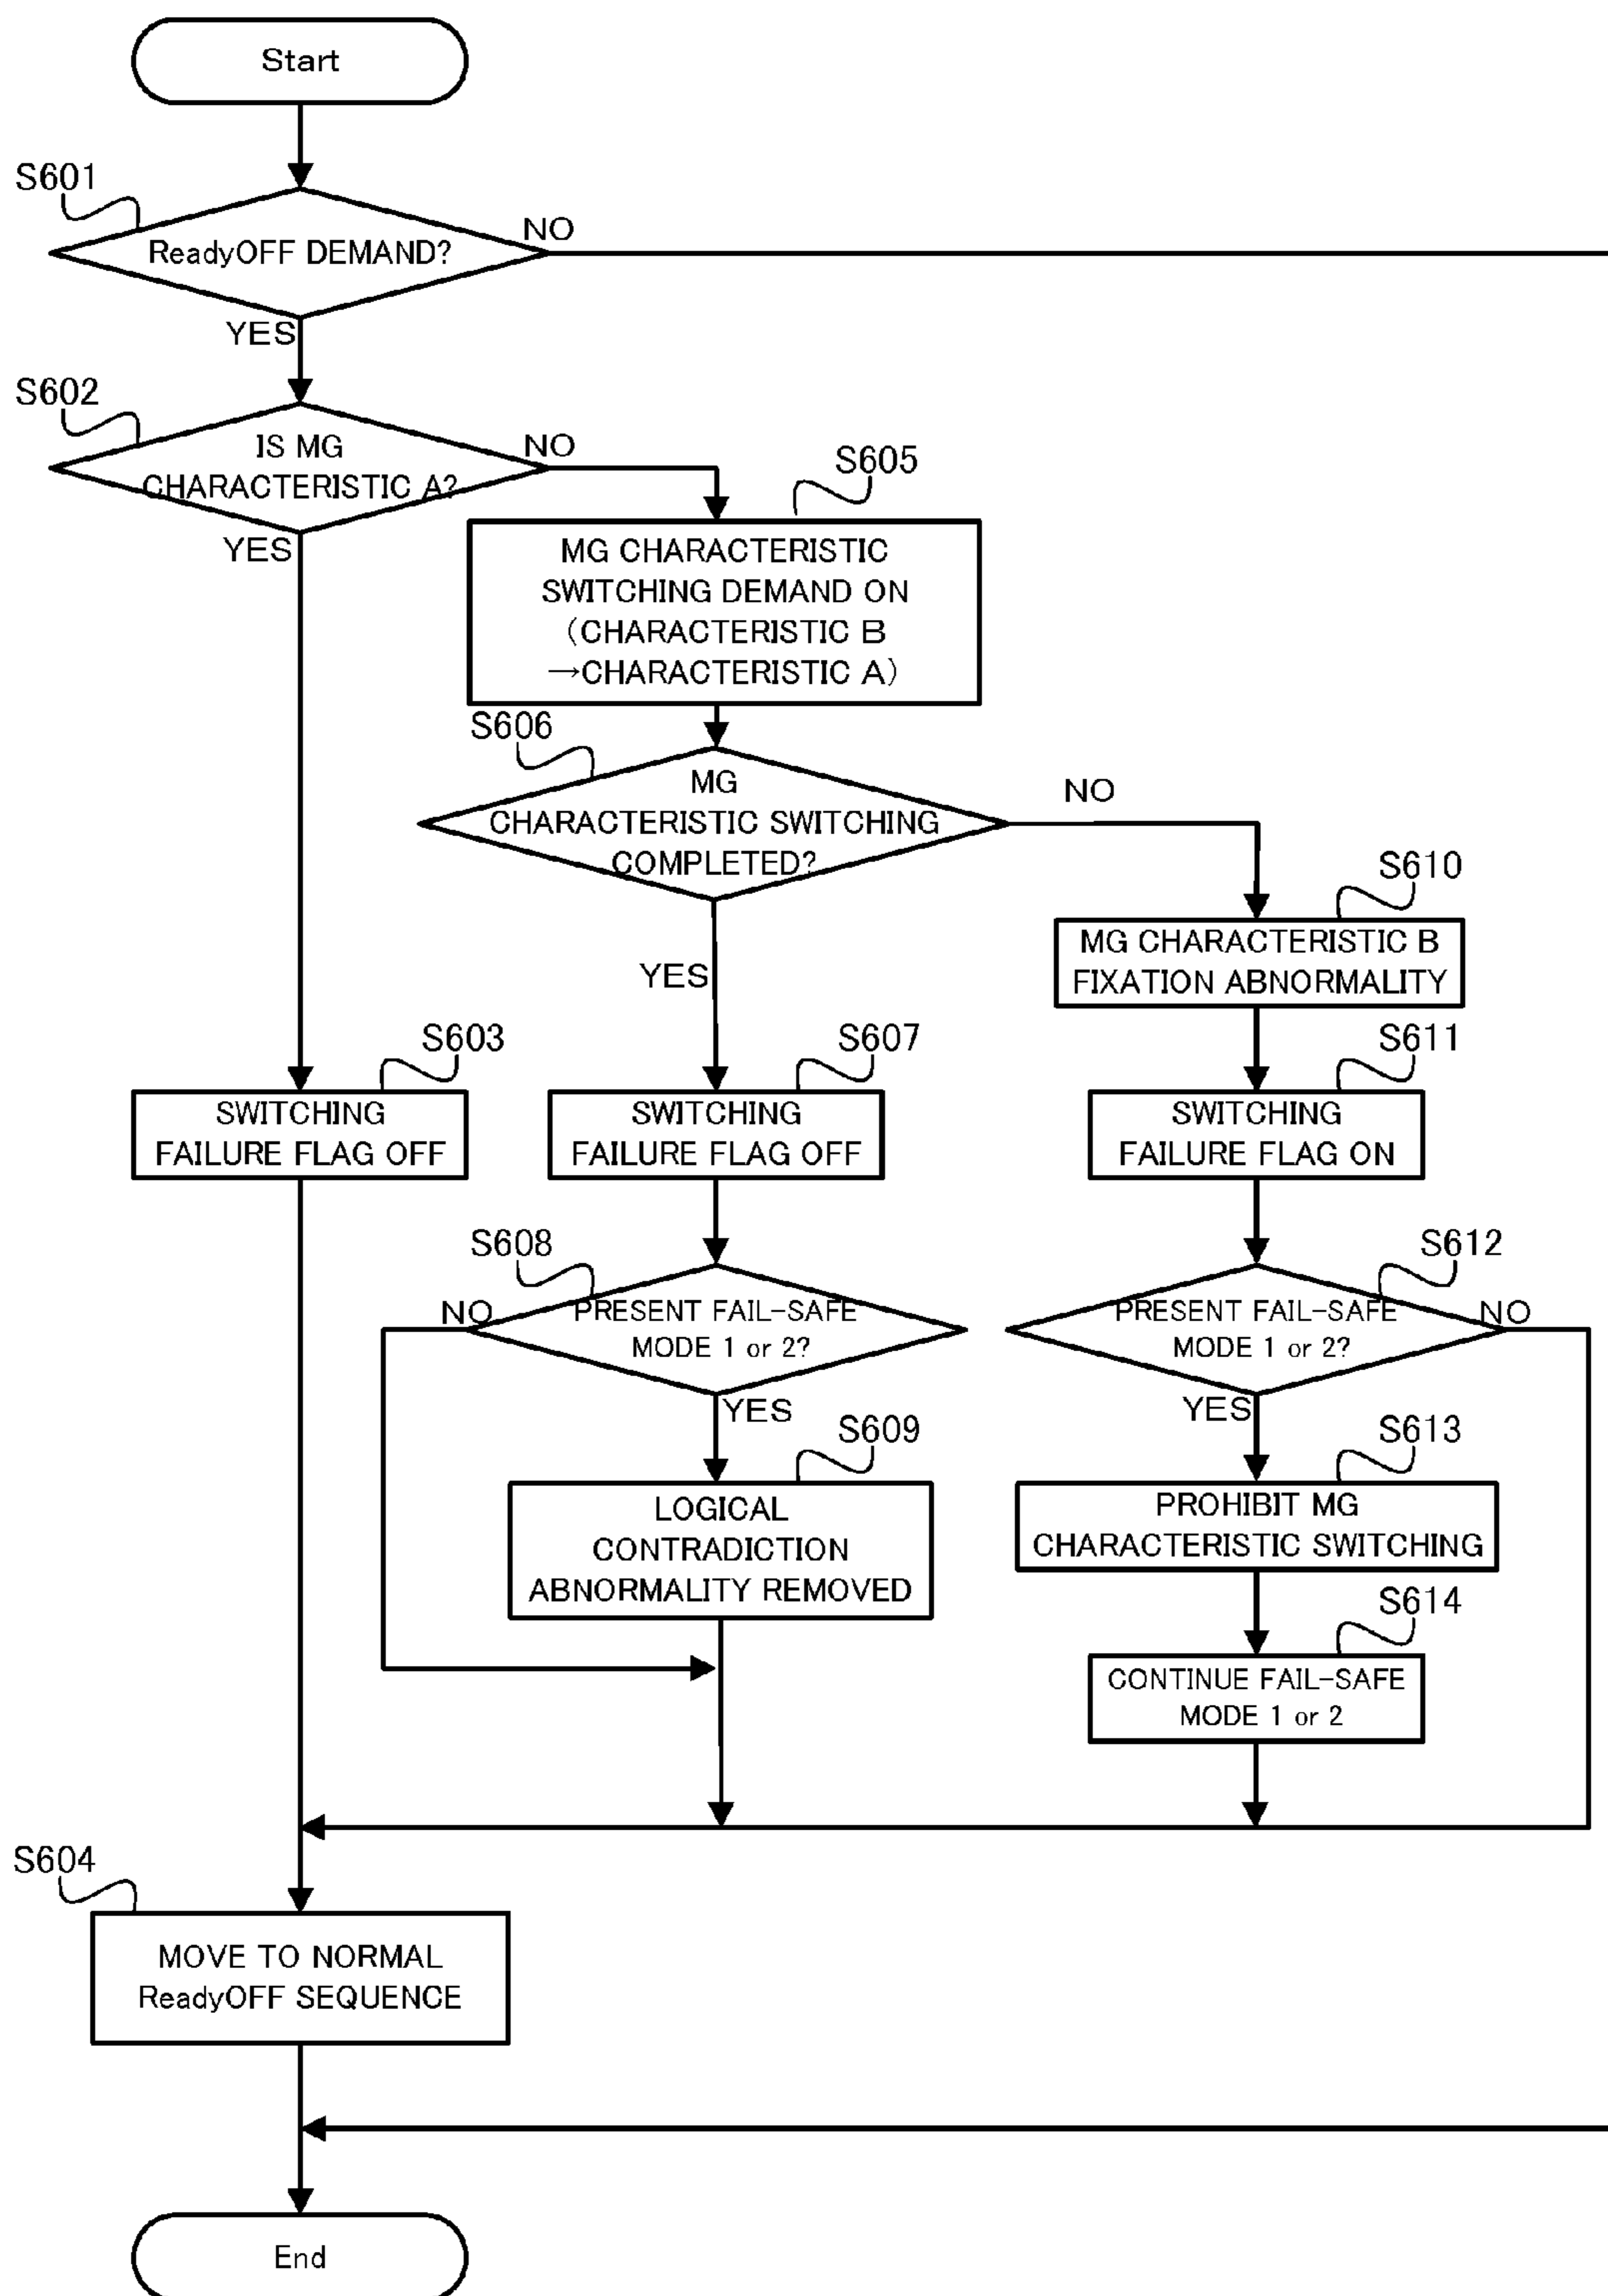 Start
S601
ReadyOFF DEMAND?
NO
YES
S602
IS MG
CHARACTERISTIC A?
NO
YES
S605
MG CHARACTERISTIC
SWITCHING DEMAND ON
(CHARACTERISTIC B
→CHARACTERISTIC A)
S606
MG
CHARACTERISTIC SWITCHING
COMPLETED?
NO
YES
S610
MG CHARACTERISTIC B
FIXATION ABNORMALITY
S603
SWITCHING
FAILURE FLAG OFF
S607
SWITCHING
FAILURE FLAG OFF
S611
SWITCHING
FAILURE FLAG ON
S608
PRESENT FAIL-SAFE
MODE 1 or 2?
NO
YES
S612
PRESENT FAIL-SAFE
MODE 1 or 2?
NO
YES
S609
LOGICAL
CONTRADICTION
ABNORMALITY REMOVED
S613
PROHIBIT MG
CHARACTERISTIC SWITCHING
S614
CONTINUE FAIL-SAFE
MODE 1 or 2
S604
MOVE TO NORMAL
ReadyOFF SEQUENCE
End